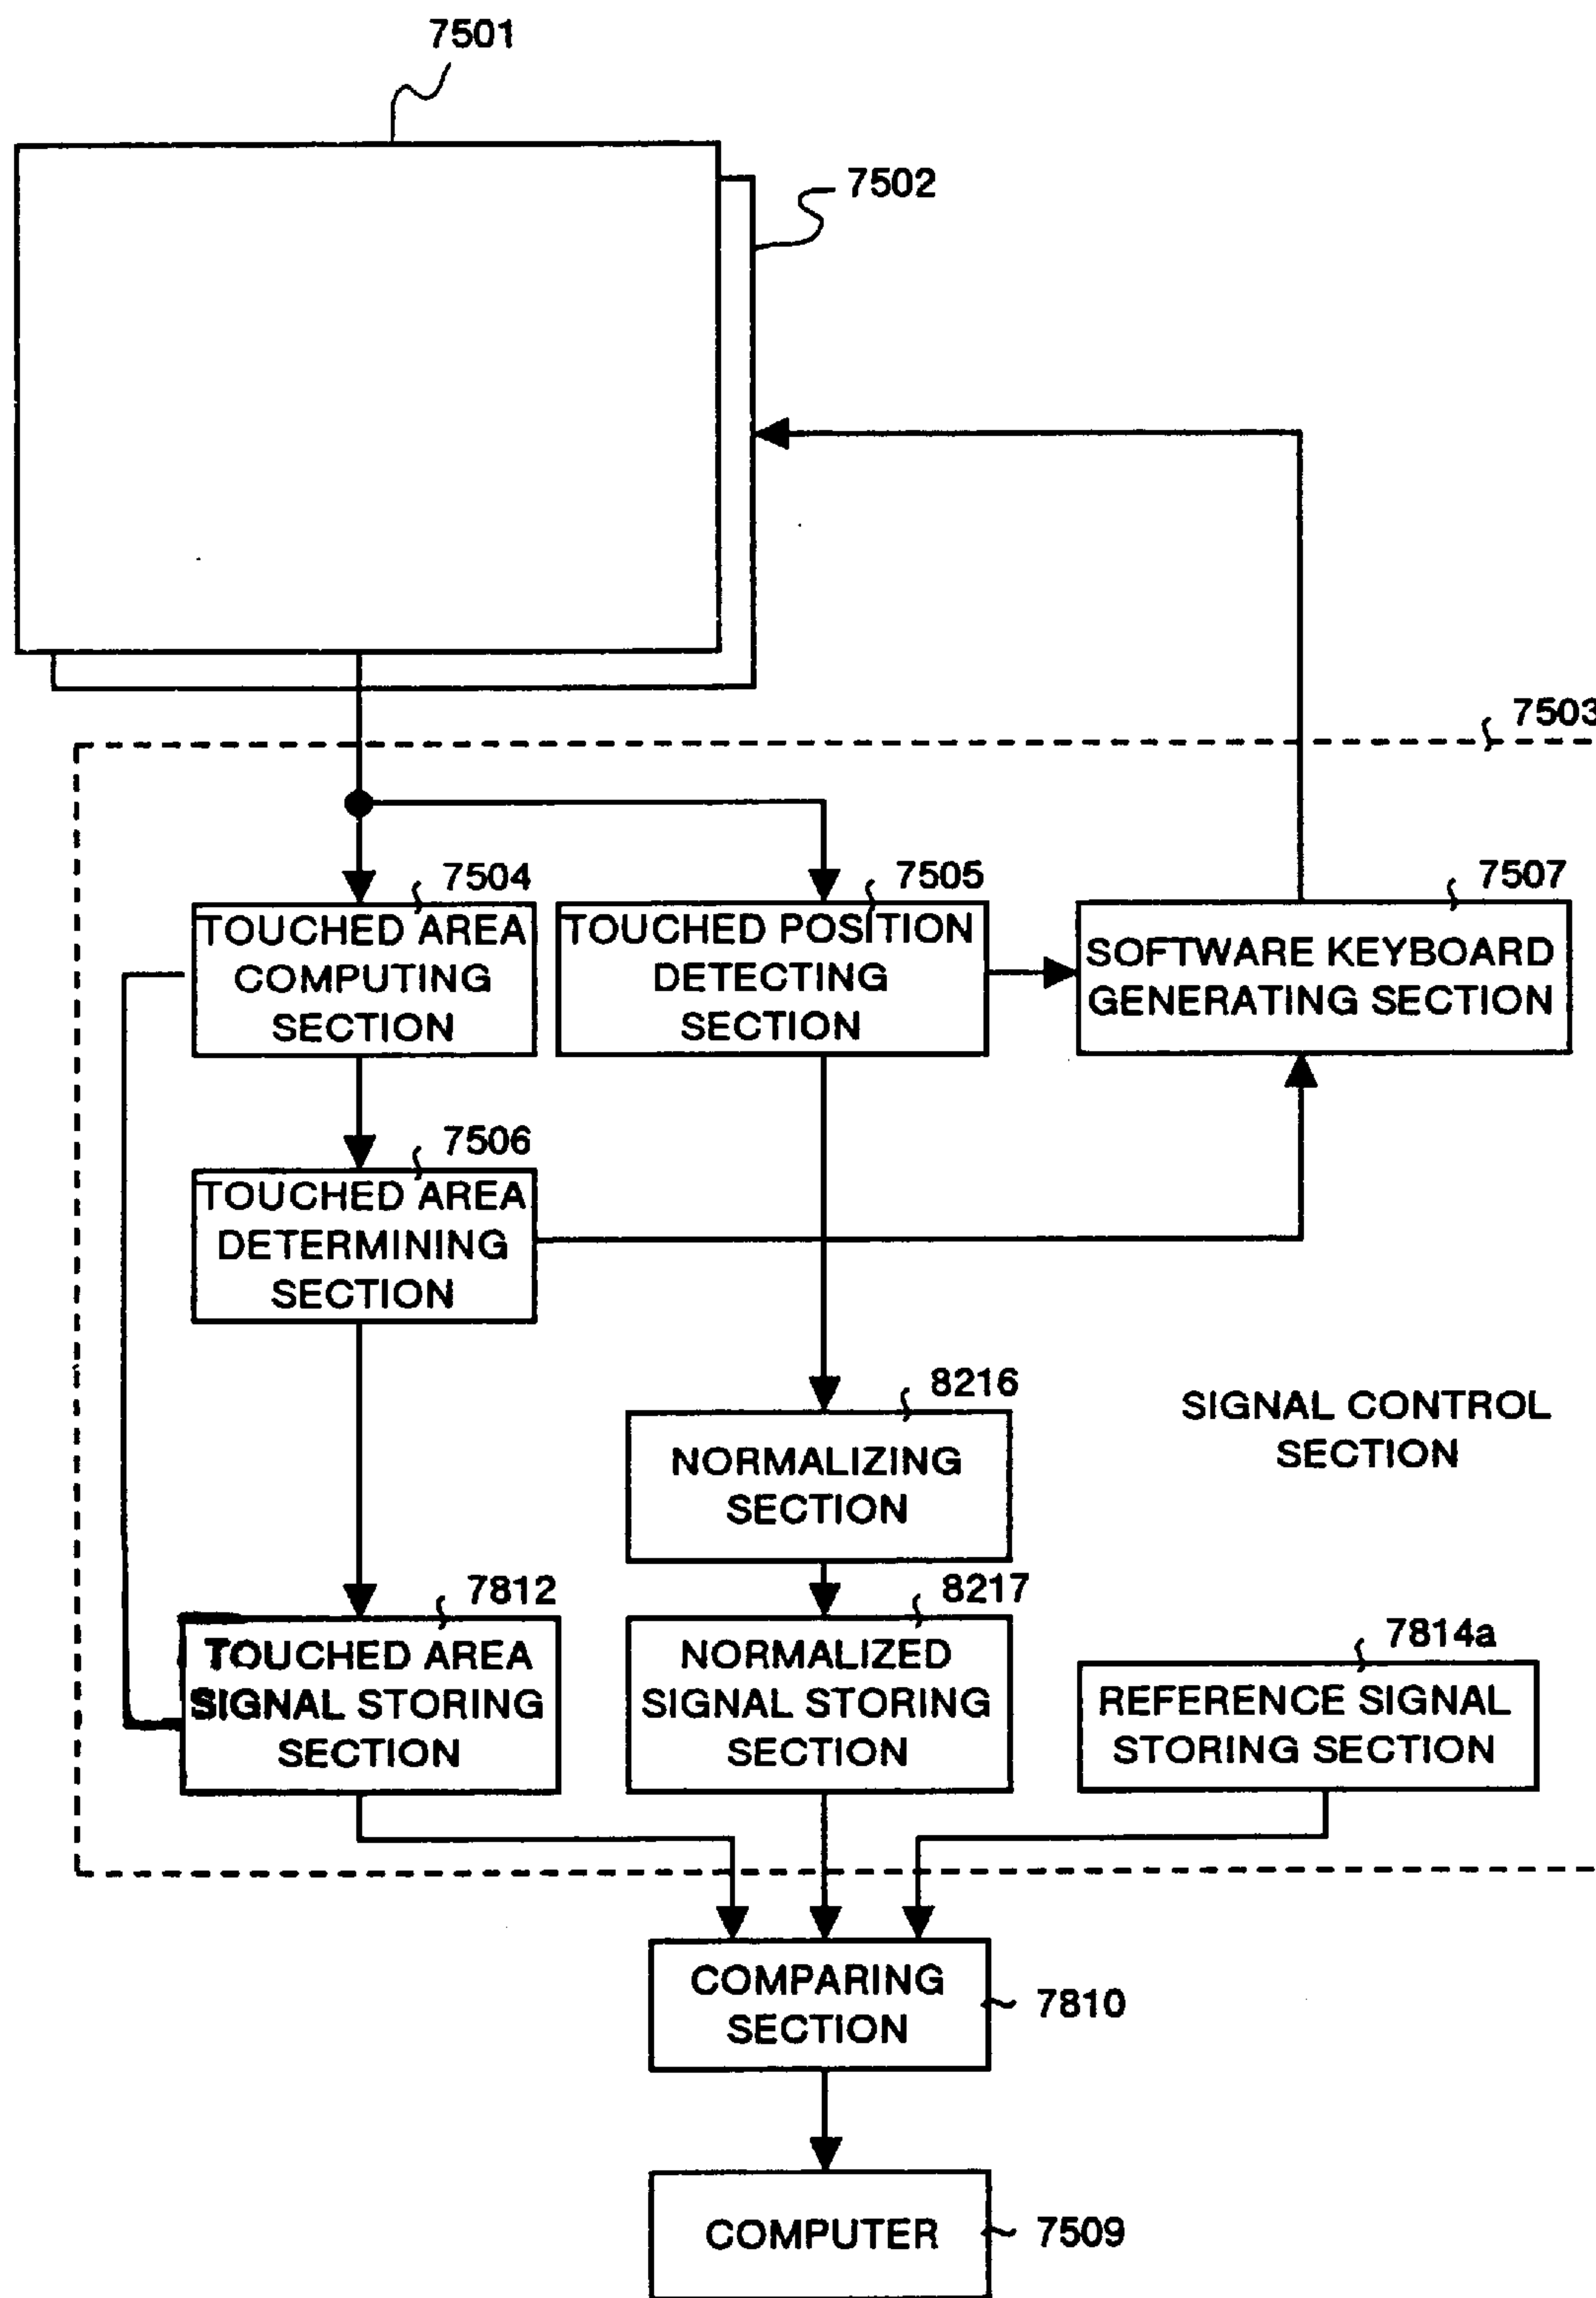 7501
7502
7503
7504
TOUCHED AREA
COMPUTING
SECTION
7505
TOUCHED POSITION
DETECTING
SECTION
7507
SOFTWARE KEYBOARD
GENERATING SECTION
7506
TOUCHED AREA
DETERMINING
SECTION
8216
NORMALIZING
SECTION
SIGNAL CONTROL
SECTION
7812
TOUCHED AREA
SIGNAL STORING
SECTION
8217
NORMALIZED
SIGNAL STORING
SECTION
7814a
REFERENCE SIGNAL
STORING SECTION
COMPARING
SECTION
7810
COMPUTER
7509